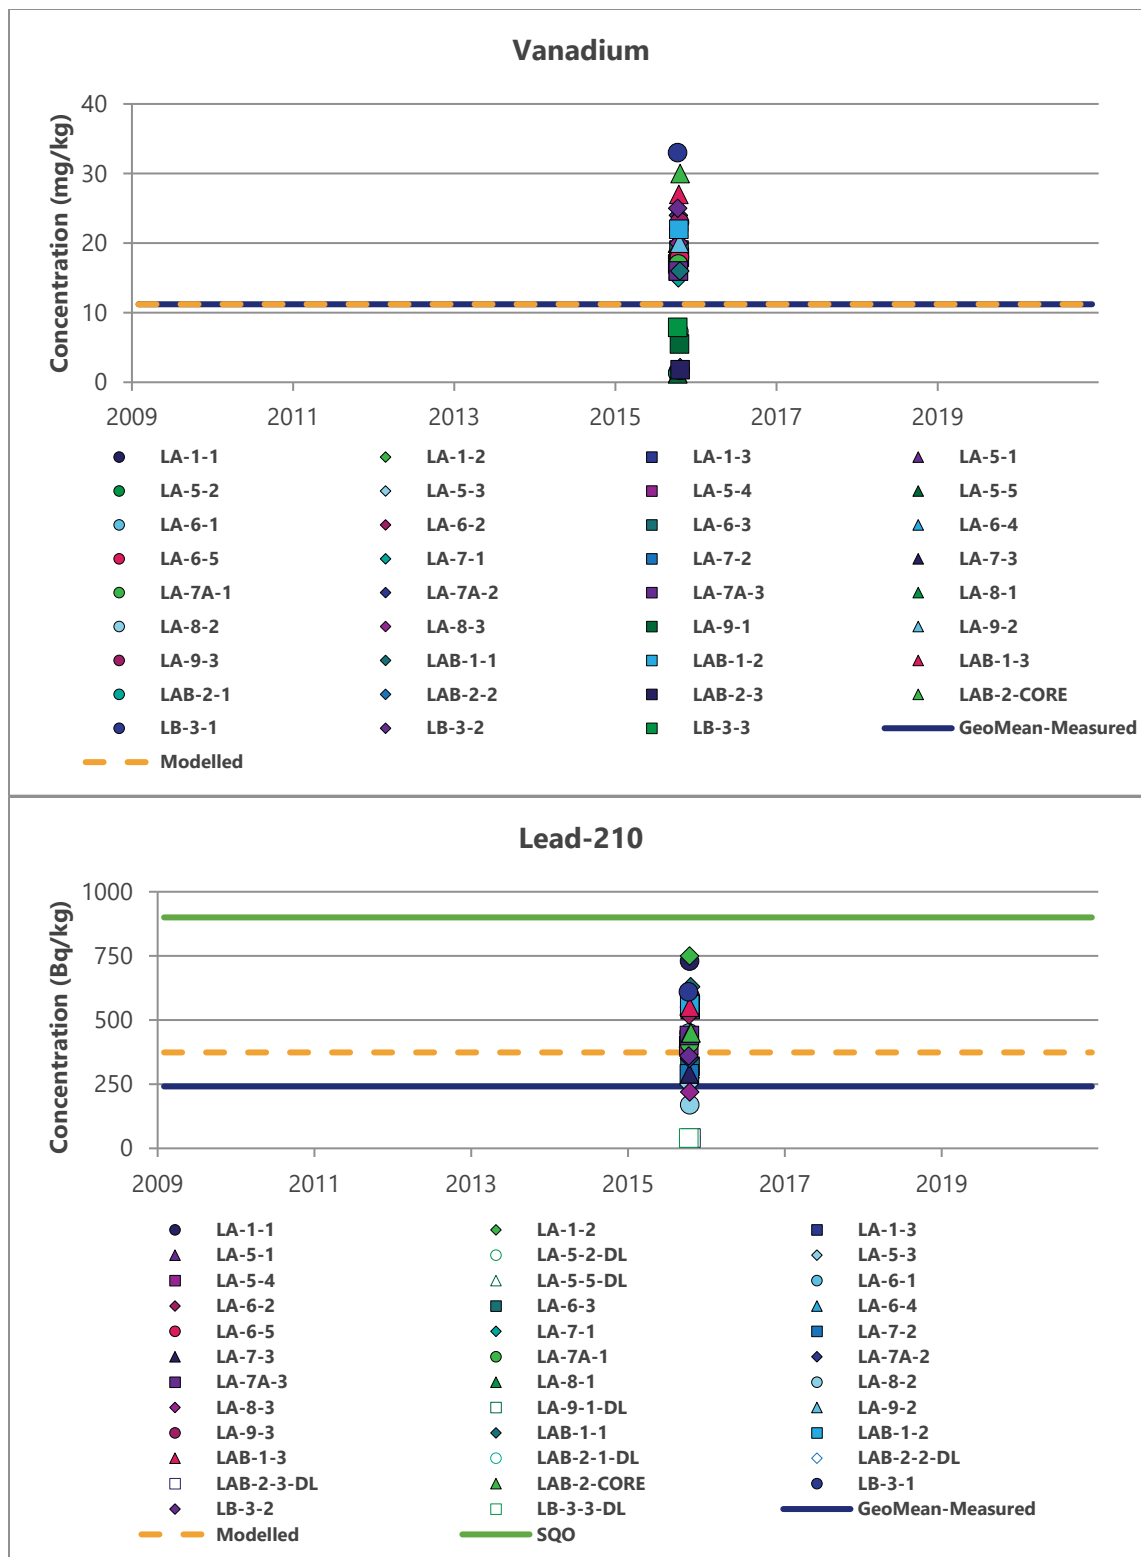 Vanadium
Concentration (mg/kg)
40
30
20
10
0
2009 2011 2013 2015 2017 2019
LA-1-1 LA-1-2 LA-1-3 LA-5-1
LA-5-2 LA-5-3 LA-5-4 LA-5-5
LA-6-1 LA-6-2 LA-6-3 LA-6-4
LA-6-5 LA-7-1 LA-7-2 LA-7-3
LA-7A-1 LA-7A-2 LA-7A-3 LA-8-1
LA-8-2 LA-8-3 LA-9-1 LA-9-2
LA-9-3 LAB-1-1 LAB-1-2 LAB-1-3
LAB-2-1 LAB-2-2 LAB-2-3 LAB-2-CORE
LB-3-1 LB-3-2 LB-3-3 GeoMean-Measured
Modelled
Lead-210
Concentration (Bq/kg)
1000
750
500
250
0
2009 2011 2013 2015 2017 2019
LA-1-1 LA-1-2 LA-1-3
LA-5-1 LA-5-2-DL LA-5-3
LA-5-4 LA-5-5-DL LA-6-1
LA-6-2 LA-6-3 LA-6-4
LA-6-5 LA-7-1 LA-7-2
LA-7-3 LA-7A-1 LA-7A-2
LA-7A-3 LA-8-1 LA-8-2
LA-8-3 LA-9-1-DL LA-9-2
LA-9-3 LAB-1-1 LAB-1-2
LAB-1-3 LAB-2-1-DL LAB-2-2-DL
LAB-2-3-DL LAB-2-CORE LB-3-1
LB-3-2 LB-3-3-DL GeoMean-Measured
Modelled SQO